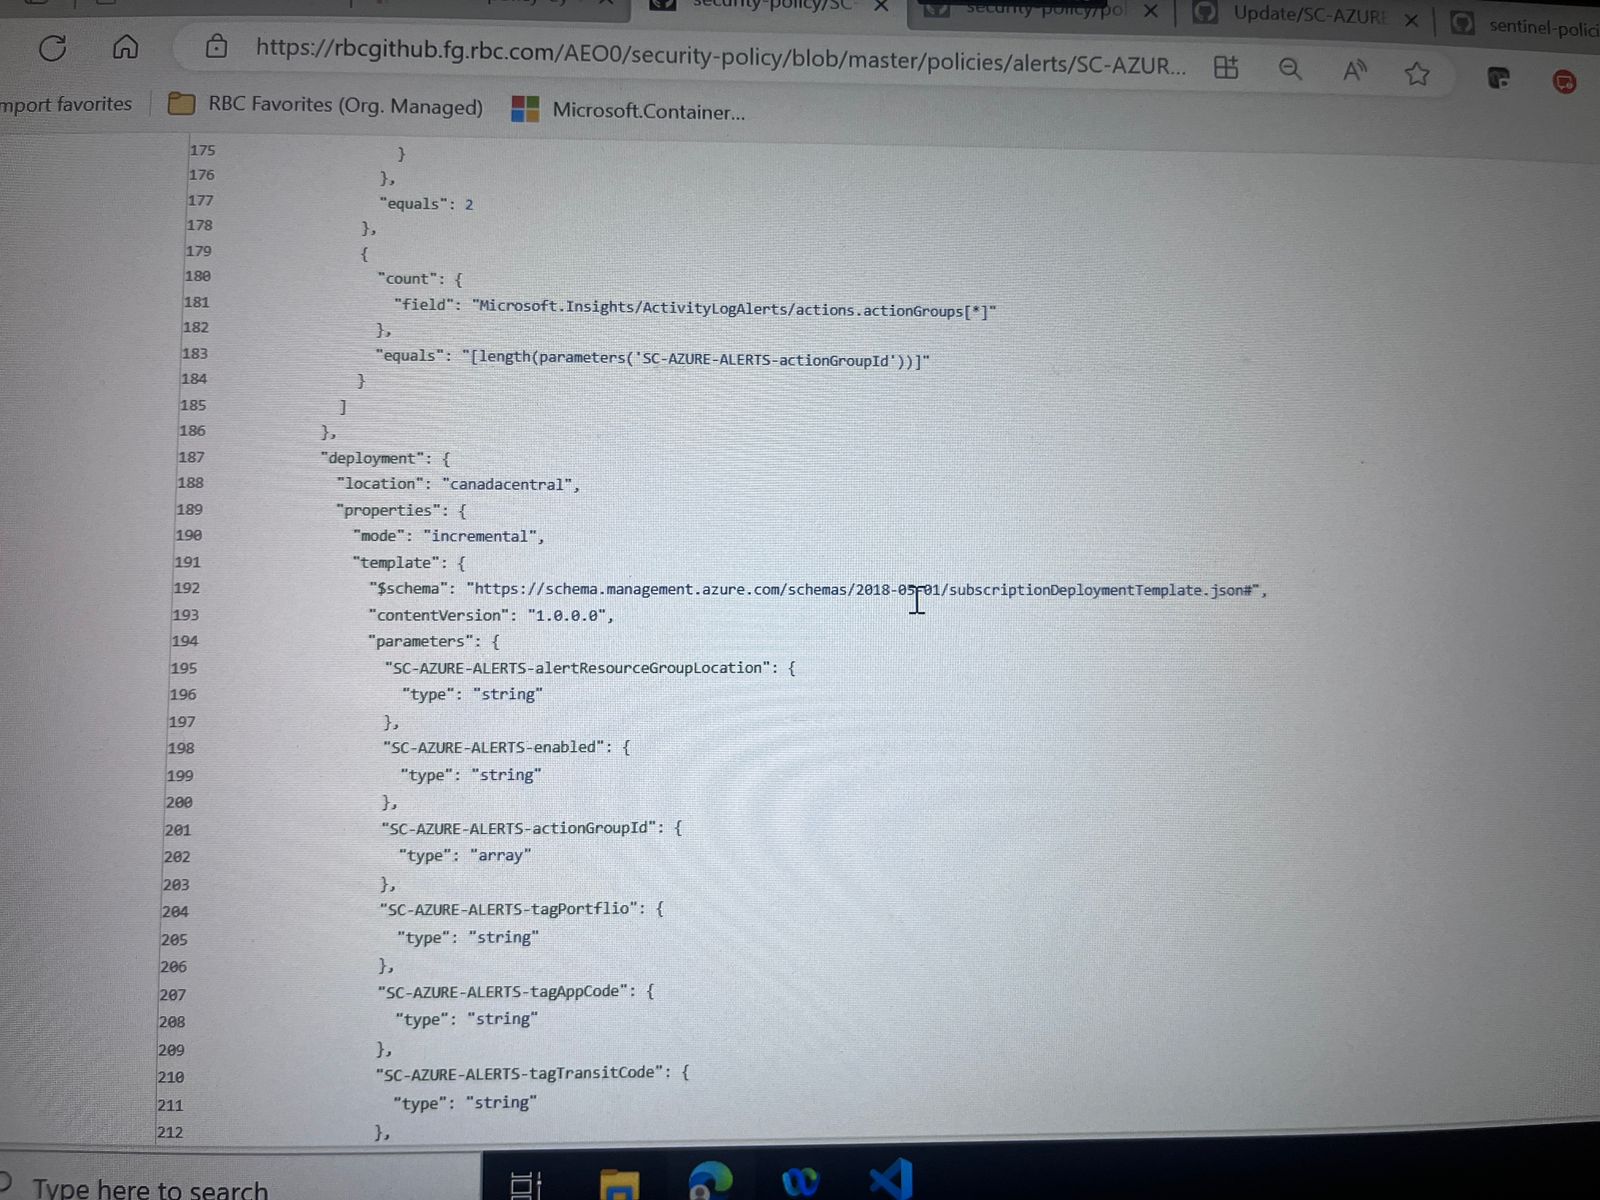 security-policy/SC-
security-policy/pol
Update/SC-AZURE
sentinel-polici
https://rbcgithub.fg.rbc.com/AEO0/security-policy/blob/master/policies/alerts/SC-AZUR...
mport favorites
RBC Favorites (Org. Managed)
Microsoft.Container...
175 }
176 },
177 "equals": 2
178 },
179 {
180 "count": {
181 "field": "Microsoft.Insights/ActivityLogAlerts/actions.actionGroups[*]"
182 },
183 "equals": "[length(parameters('SC-AZURE-ALERTS-actionGroupId'))]"
184 }
185 ]
186 },
187 "deployment": {
188 "location": "canadacentral",
189 "properties": {
190 "mode": "incremental",
191 "template": {
192 "$schema": "https://schema.management.azure.com/schemas/2018-05-01/subscriptionDeploymentTemplate.json#",
193 "contentVersion": "1.0.0.0",
194 "parameters": {
195 "SC-AZURE-ALERTS-alertResourceGroupLocation": {
196 "type": "string"
197 },
198 "SC-AZURE-ALERTS-enabled": {
199 "type": "string"
200 },
201 "SC-AZURE-ALERTS-actionGroupId": {
202 "type": "array"
203 },
204 "SC-AZURE-ALERTS-tagPortflio": {
205 "type": "string"
206 },
207 "SC-AZURE-ALERTS-tagAppCode": {
208 "type": "string"
209 },
210 "SC-AZURE-ALERTS-tagTransitCode": {
211 "type": "string"
212 },
Type here to search